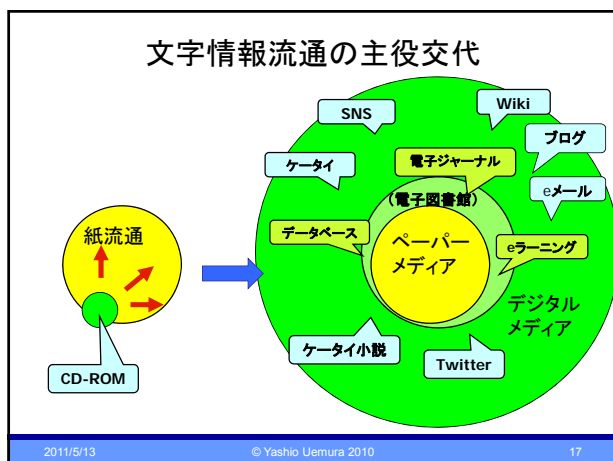 文字情報流通の主役交代
SNS
Wiki
ブログ
ケータイ
電子ジャーナル
eメール
(電子図書館)
データベース
ペーパー
メディア
eラーニング
紙流通
デジタル
メディア
ケータイ小説
Twitter
CD-ROM
2011/5/13
© Yashio Uemura 2010
17